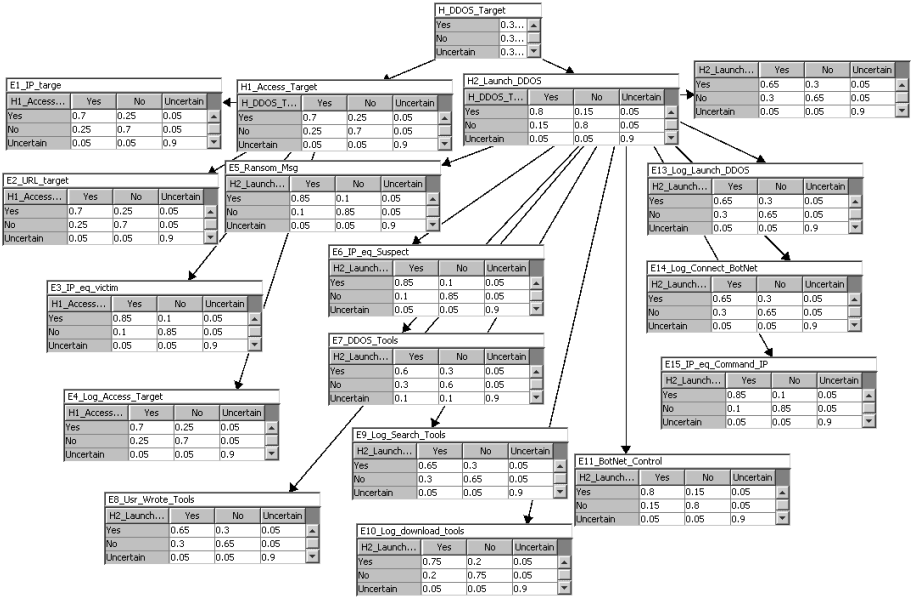 H_DDOS_Target
Yes 0.3...
No 0.3...
Uncertain 0.3...
E1_IP_targe
H1_Access... Yes No Uncertain
Yes 0.7 0.25 0.05
No 0.25 0.7 0.05
Uncertain 0.05 0.05 0.9
H1_Access_Target
H_DDOS_T... Yes No Uncertain
Yes 0.7 0.25 0.05
No 0.25 0.7 0.05
Uncertain 0.05 0.05 0.9
H2_Launch_DDOS
H_DDOS_T... Yes No Uncertain
Yes 0.8 0.15 0.05
No 0.15 0.8 0.05
Uncertain 0.05 0.05 0.9
H2_Launch... Yes No Uncertain
Yes 0.65 0.3 0.05
No 0.3 0.65 0.05
Uncertain 0.05 0.05 0.9
E2_URL_target
H1_Access... Yes No Uncertain
Yes 0.7 0.25 0.05
No 0.25 0.7 0.05
Uncertain 0.05 0.05 0.9
E5_Ransom_Msg
H2_Launch... Yes No Uncertain
Yes 0.85 0.1 0.05
No 0.1 0.85 0.05
Uncertain 0.05 0.05 0.9
E13_Log_Launch_DDOS
H2_Launch... Yes No Uncertain
Yes 0.65 0.3 0.05
No 0.3 0.65 0.05
Uncertain 0.05 0.05 0.9
E6_IP_eq_Suspect
H2_Launch... Yes No Uncertain
Yes 0.85 0.1 0.05
No 0.1 0.85 0.05
Uncertain 0.05 0.05 0.9
E14_Log_Connect_BotNet
H2_Launch... Yes No Uncertain
Yes 0.65 0.3 0.05
No 0.3 0.65 0.05
Uncertain 0.05 0.05 0.9
E3_IP_eq_victim
H1_Access... Yes No Uncertain
Yes 0.85 0.1 0.05
No 0.1 0.85 0.05
Uncertain 0.05 0.05 0.9
E7_DDOS_Tools
H2_Launch... Yes No Uncertain
Yes 0.6 0.3 0.05
No 0.3 0.6 0.05
Uncertain 0.1 0.1 0.9
E15_IP_eq_Command_IP
H2_Launch... Yes No Uncertain
Yes 0.85 0.1 0.05
No 0.1 0.85 0.05
Uncertain 0.05 0.05 0.9
E4_Log_Access_Target
H1_Access... Yes No Uncertain
Yes 0.7 0.25 0.05
No 0.25 0.7 0.05
Uncertain 0.05 0.05 0.9
E9_Log_Search_Tools
H2_Launch... Yes No Uncertain
Yes 0.65 0.3 0.05
No 0.3 0.65 0.05
Uncertain 0.05 0.05 0.9
E11_BotNet_Control
H2_Launch... Yes No Uncertain
Yes 0.8 0.15 0.05
No 0.15 0.8 0.05
Uncertain 0.05 0.05 0.9
E8_Usr_Wrote_Tools
H2_Launch... Yes No Uncertain
Yes 0.65 0.3 0.05
No 0.3 0.65 0.05
Uncertain 0.05 0.05 0.9
E10_Log_download_tools
H2_Launch... Yes No Uncertain
Yes 0.75 0.2 0.05
No 0.2 0.75 0.05
Uncertain 0.05 0.05 0.9